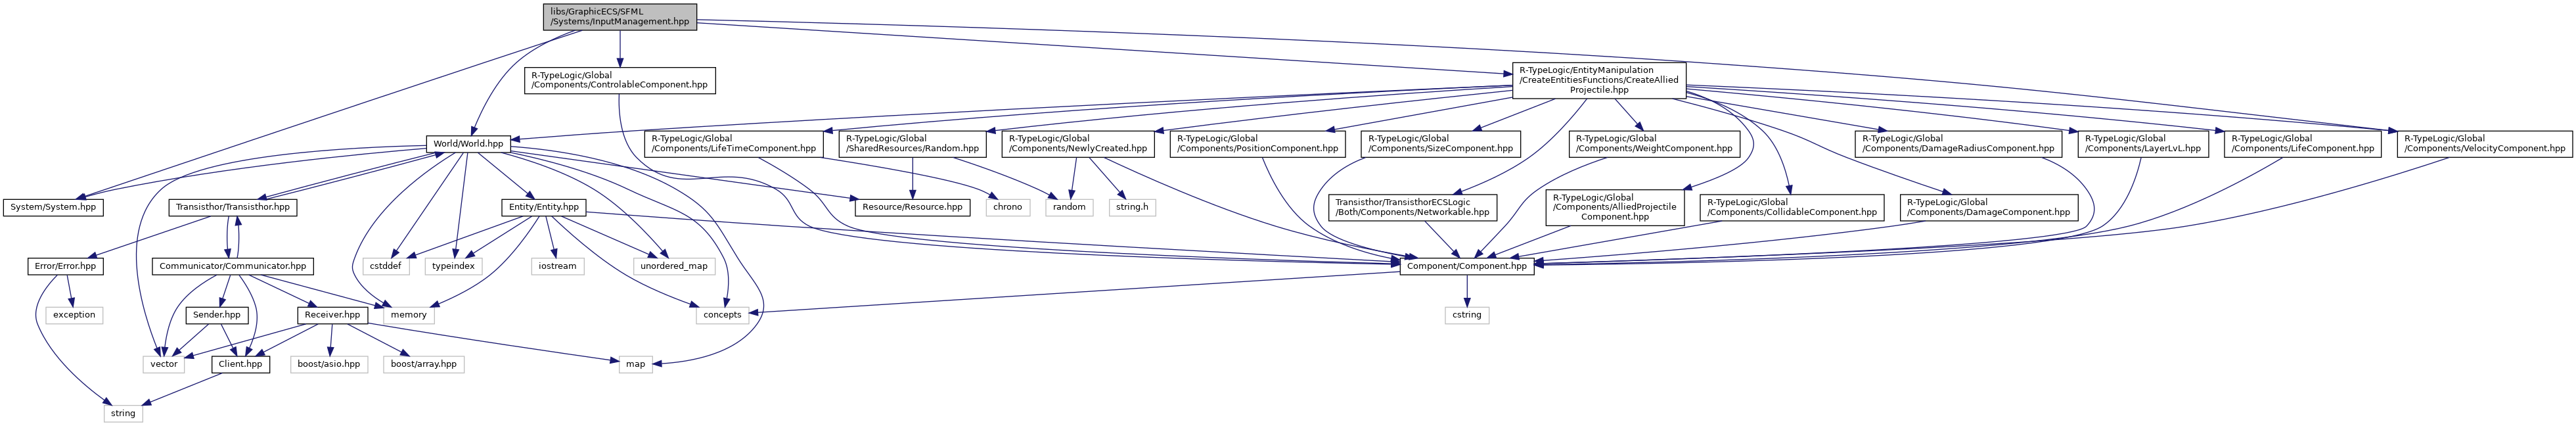 libs/GraphicECS/SFML
/Systems/InputManagement.hpp
R-TypeLogic/Global
/Components/ControlableComponent.hpp
R-TypeLogic/EntityManipulation
/CreateEntitiesFunctions/CreateAllied
Projectile.hpp
World/World.hpp
R-TypeLogic/Global
/Components/LifeTimeComponent.hpp
R-TypeLogic/Global
/SharedResources/Random.hpp
R-TypeLogic/Global
/Components/NewlyCreated.hpp
R-TypeLogic/Global
/Components/PositionComponent.hpp
R-TypeLogic/Global
/Components/SizeComponent.hpp
R-TypeLogic/Global
/Components/WeightComponent.hpp
R-TypeLogic/Global
/Components/DamageRadiusComponent.hpp
R-TypeLogic/Global
/Components/LayerLvL.hpp
R-TypeLogic/Global
/Components/LifeComponent.hpp
R-TypeLogic/Global
/Components/VelocityComponent.hpp
System/System.hpp
Transisthor/Transisthor.hpp
Entity/Entity.hpp
Resource/Resource.hpp
chrono
random
string.h
Transisthor/TransisthorECSLogic
/Both/Components/Networkable.hpp
R-TypeLogic/Global
/Components/AlliedProjectile
Component.hpp
R-TypeLogic/Global
/Components/CollidableComponent.hpp
R-TypeLogic/Global
/Components/DamageComponent.hpp
Error/Error.hpp
Communicator/Communicator.hpp
cstddef
typeindex
iostream
unordered_map
Component/Component.hpp
exception
Sender.hpp
Receiver.hpp
memory
concepts
cstring
vector
Client.hpp
boost/asio.hpp
boost/array.hpp
map
string